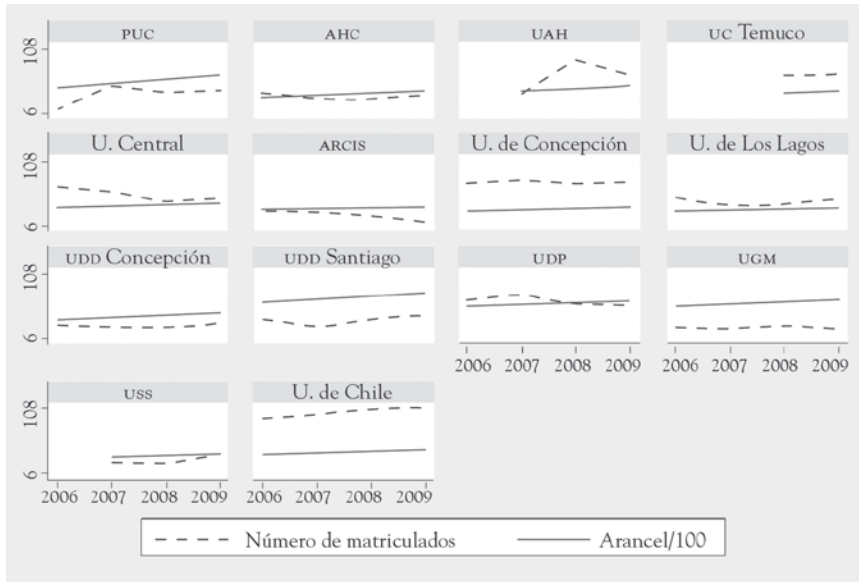 PUC AHC UAH UC Temuco
108
6
U. Central ARCIS U. de Concepción U. de Los Lagos
108
6
UDD Concepción UDD Santiago UDP UGM
108
6
2006 2007 2008 2009 2006 2007 2008 2009
USS U. de Chile
108
6
2006 2007 2008 2009 2006 2007 2008 2009
Número de matriculados Arancel/100